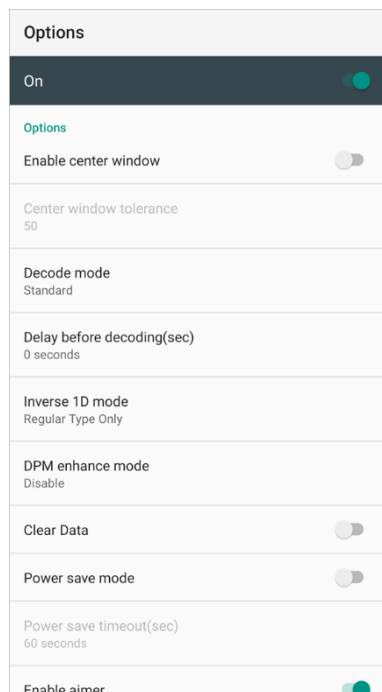 Options
On
Options
Enable center window
Center window tolerance
50
Decode mode
Standard
Delay before decoding(sec)
0 seconds
Inverse 1D mode
Regular Type Only
DPM enhance mode
Disable
Clear Data
Power save mode
Power save timeout(sec)
60 seconds
Enable aimer